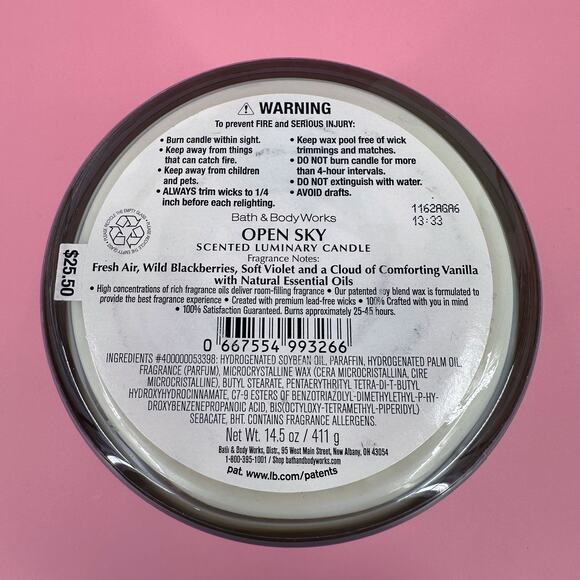 ⚠ WARNING
To prevent FIRE and SERIOUS INJURY:
• Burn candle within sight.
• Keep away from things
that can catch fire.
• Keep away from children
and pets.
• ALWAYS trim wicks to 1/4
inch before each relighting.
• Keep wax pool free of wick
trimmings and matches.
• DO NOT burn candle for more
than 4-hour intervals.
• DO NOT extinguish with water.
• AVOID drafts.
1162AGA6
13:33
PLEASE RECYCLE THE EMPTY GLASS
Bath & Body Works
OPEN SKY
SCENTED LUMINARY CANDLE
Fragrance Notes:
Fresh Air, Wild Blackberries, Soft Violet and a Cloud of Comforting Vanilla
with Natural Essential Oils
• High concentrations of rich fragrance oils deliver room-filling fragrance • Our patented soy blend wax is formulated to
provide the best fragrance experience • Created with premium lead-free wicks • 100% Crafted with you in mind
• 100% Satisfaction Guaranteed. Burns approximately 25-45 hours.
$25.50
0 667554 993266
INGREDIENTS #400000053398: HYDROGENATED SOYBEAN OIL, PARAFFIN, HYDROGENATED PALM OIL,
FRAGRANCE (PARFUM), MICROCRYSTALLINE WAX (CERA MICROCRISTALLINA, CIRE
MICROCRISTALLINE), BUTYL STEARATE, PENTAERYTHRITYL TETRA-DI-T-BUTYL
HYDROXYHYDROCINNAMATE, C7-9 ESTERS OF BENZOTRIAZOLYL-DIMETHYLETHYL-P-HY-
DROXYBENZENEPROPANOIC ACID, BIS(OCTYLOXY-TETRAMETHYL-PIPERIDYL)
SEBACATE, BHT. CONTAINS FRAGRANCE ALLERGENS.
Net Wt. 14.5 oz / 411 g
Bath & Body Works, Distr., 95 West Main Street, New Albany, OH 43054
1-800-395-1001 / Shop bathandbodyworks.com
pat. www.lb.com/patents